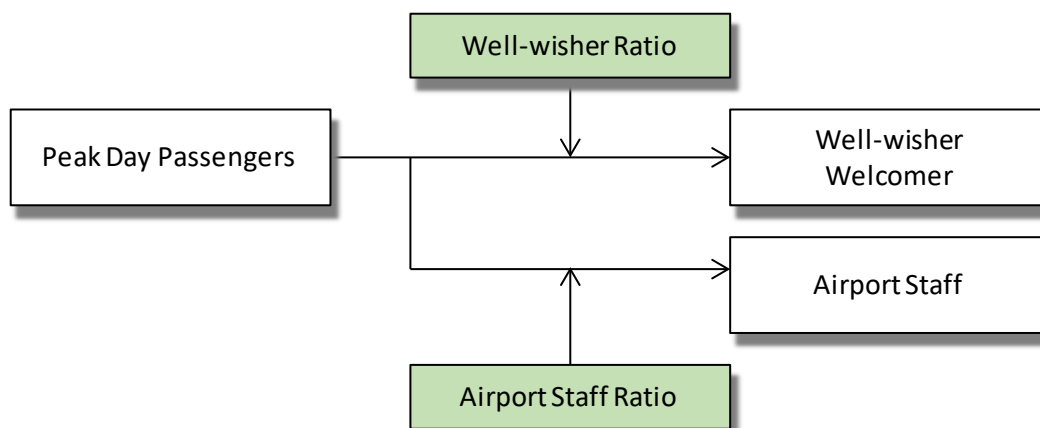 Well-wisher Ratio
Peak Day Passengers
Well-wisher
Welcomer
Airport Staff
Airport Staff Ratio